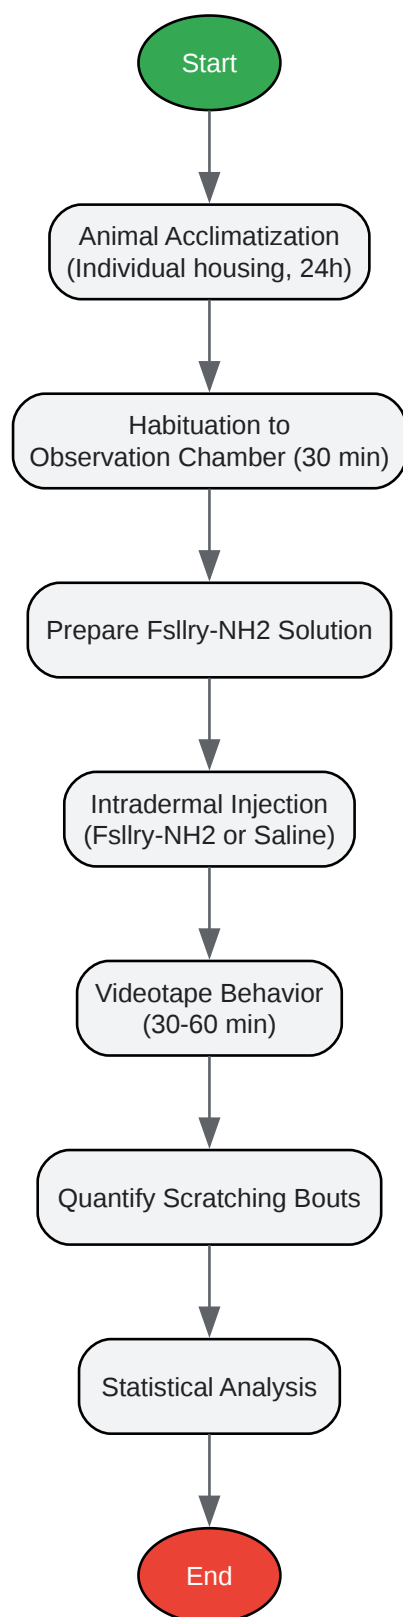 Start
Animal Acclimatization
(Individual housing, 24h)
Habituation to
Observation Chamber (30 min)
Prepare Fsllry-NH2 Solution
Intradermal Injection
(Fsllry-NH2 or Saline)
Videotape Behavior
(30-60 min)
Quantify Scratching Bouts
Statistical Analysis
End